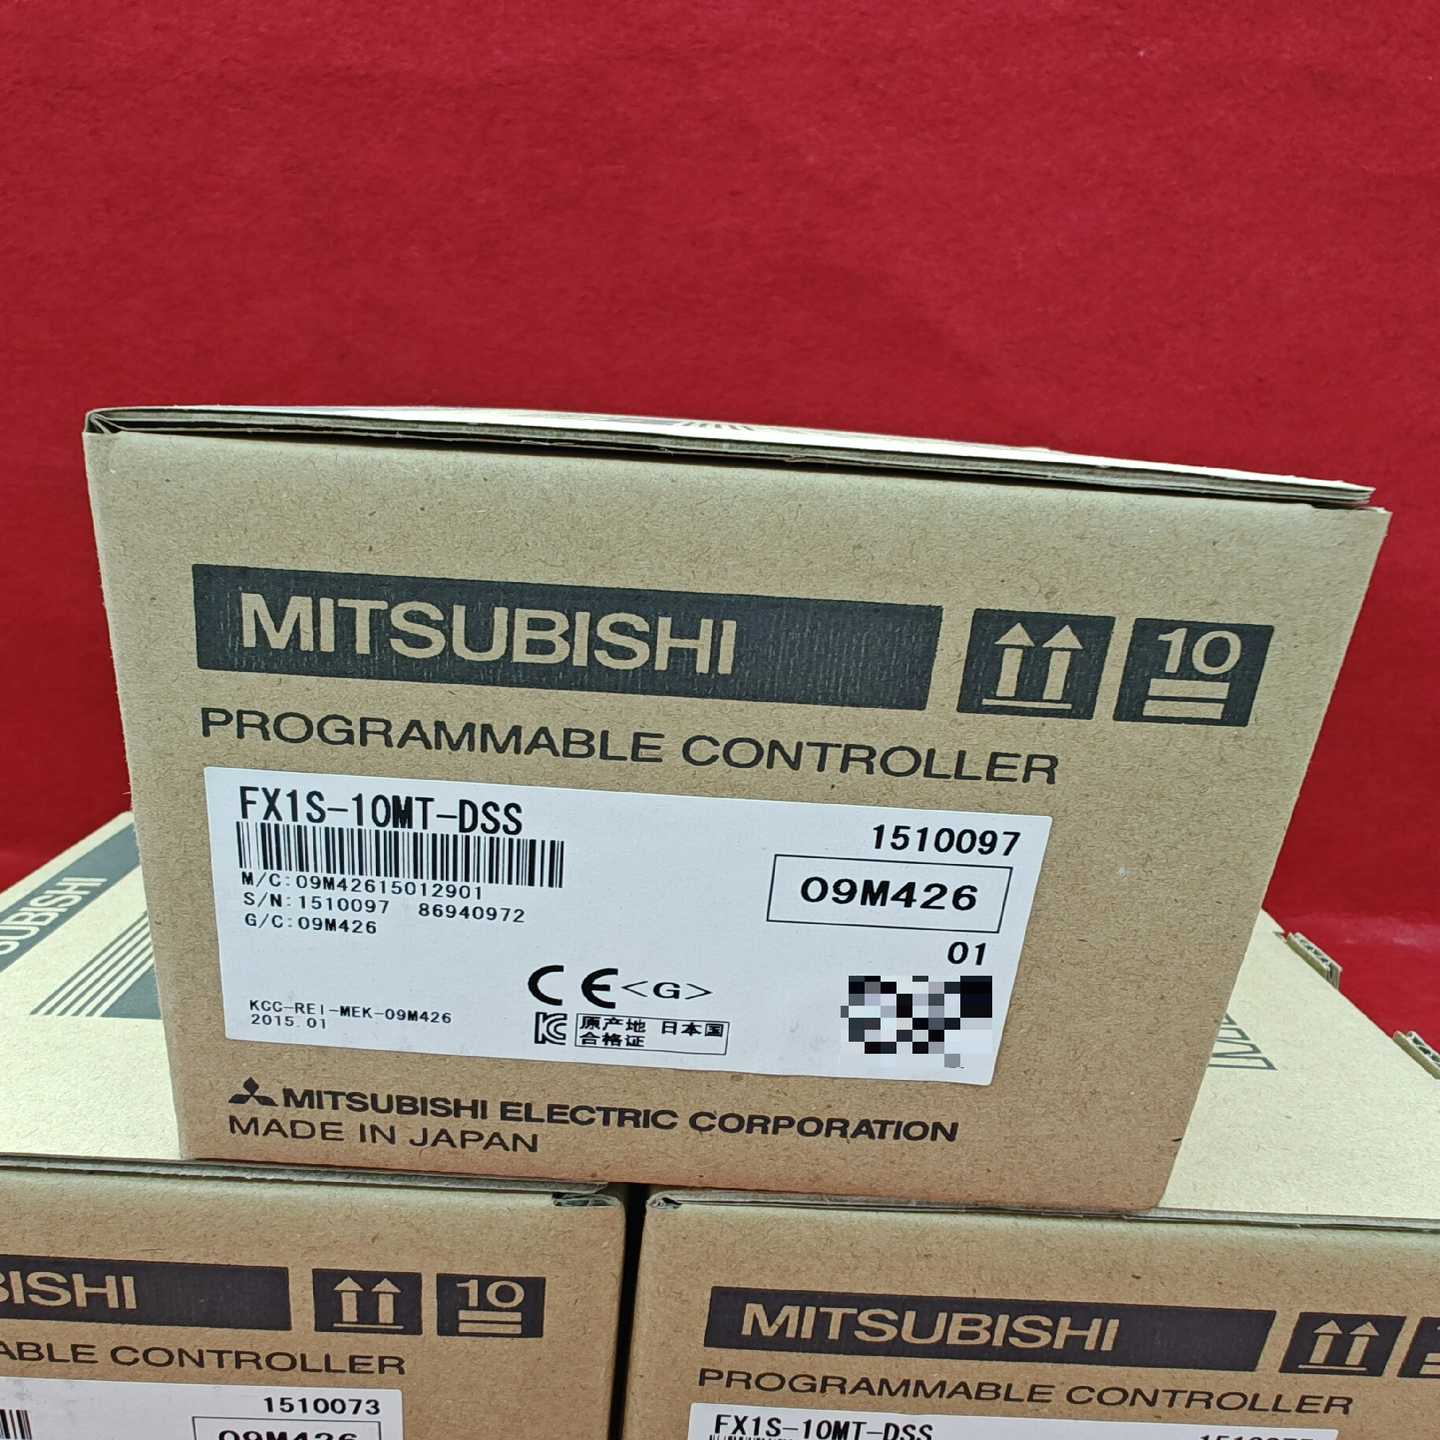 MITSUBISHI
10
PROGRAMMABLE CONTROLLER
FX1S-10MT-DSS
1510097
M/C:09M42615012901
S/N:1510097 86940972
G/C:09M426
09M426
01
CE<G>
KCC-REI-MEK-09M426
2015.01
原产地 日本国
合格证
MITSUBISHI ELECTRIC CORPORATION
MADE IN JAPAN
SUBISHI
BISHI
10
ABLE CONTROLLER
1510073
09M426
MITSUBISHI
PROGRAMMABLE CONTROLLER
FX1S-10MT-DSS